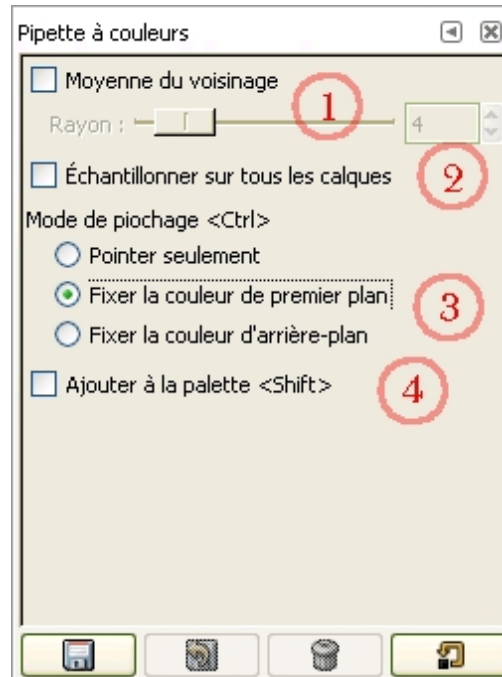 Pipette à couleurs
Moyenne du voisinage
1
Rayon :
4
Échantillonner sur tous les calques
2
Mode de piochage <Ctrl>
Pointer seulement
Fixer la couleur de premier plan
3
Fixer la couleur d'arrière-plan
Ajouter à la palette <Shift>
4